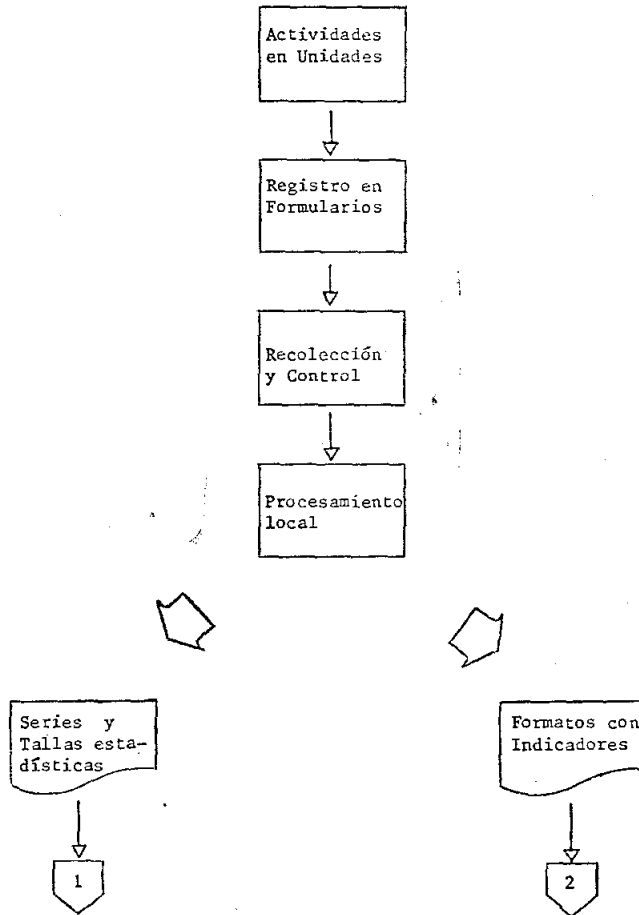 Actividades
en Unidades
Registro en
Formularios
Recolección
y Control
Procesamiento
local
Series y
Tallas esta-
dísticas
Formatos con
Indicadores
1
2